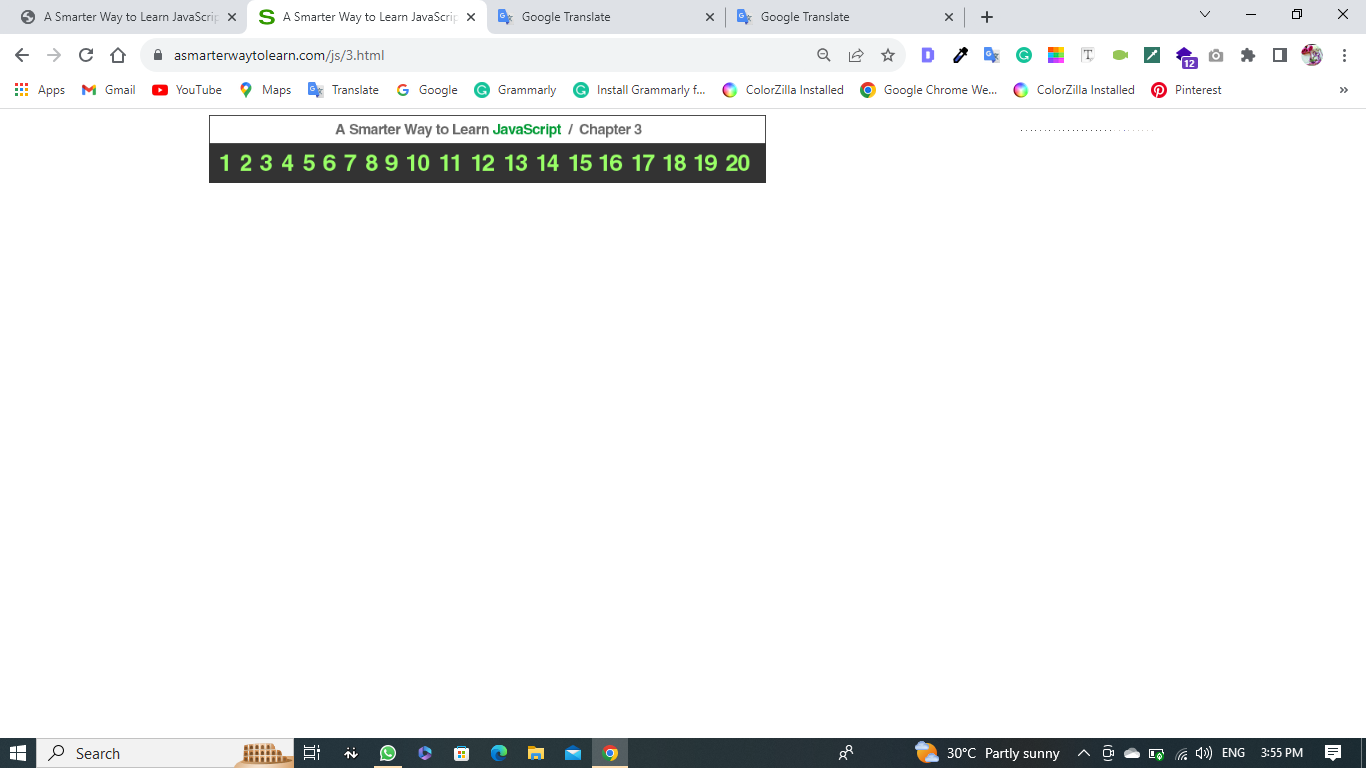 A Smarter Way to Learn JavaScrip
A Smarter Way to Learn JavaScrip
Google Translate
Google Translate
asmarterwaytolearn.com/js/3.html
12
Apps
Gmail
YouTube
Maps
Translate
Google
Grammarly
Install Grammarly f...
ColorZilla Installed
Google Chrome We...
ColorZilla Installed
Pinterest
»
A Smarter Way to Learn JavaScript / Chapter 3
1 2 3 4 5 6 7 8 9 10 11 12 13 14 15 16 17 18 19 20
Search
30°C Partly sunny
ENG
3:55 PM